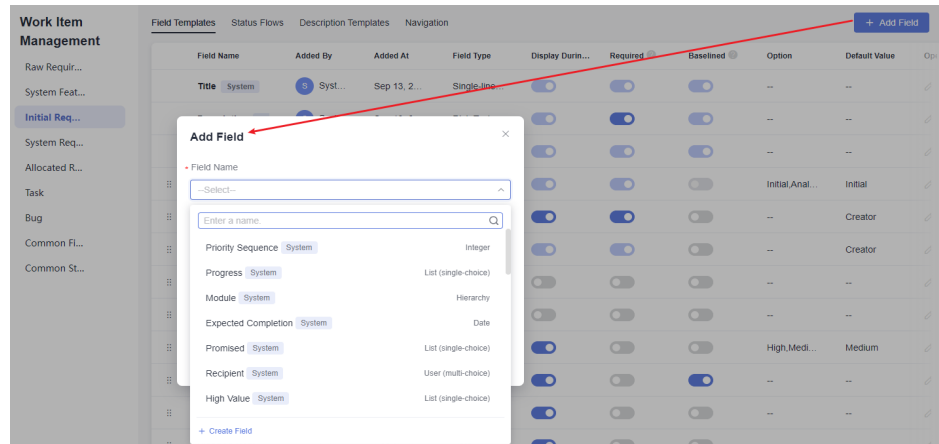 Work Item
Management
Raw Requir...
System Feat...
Initial Req...
System Req...
Allocated R...
Task
Bug
Common Fi...
Common St...
Field Templates Status Flows Description Templates Navigation
+ Add Field
Field Name Added By Added At Field Type Display Durin... Required Baselined Option Default Value
Title System S Syst... Sep 13, 2... Single-line... -- --
-- --
-- --
Initial,Anal... Initial
-- Creator
-- Creator
-- --
-- --
High,Medi... Medium
-- --
-- --
Add Field ×
* Field Name
--Select--
Enter a name.
Priority Sequence System Integer
Progress System List (single-choice)
Module System Hierarchy
Expected Completion System Date
Promised System List (single-choice)
Recipient System User (multi-choice)
High Value System List (single-choice)
+ Create Field